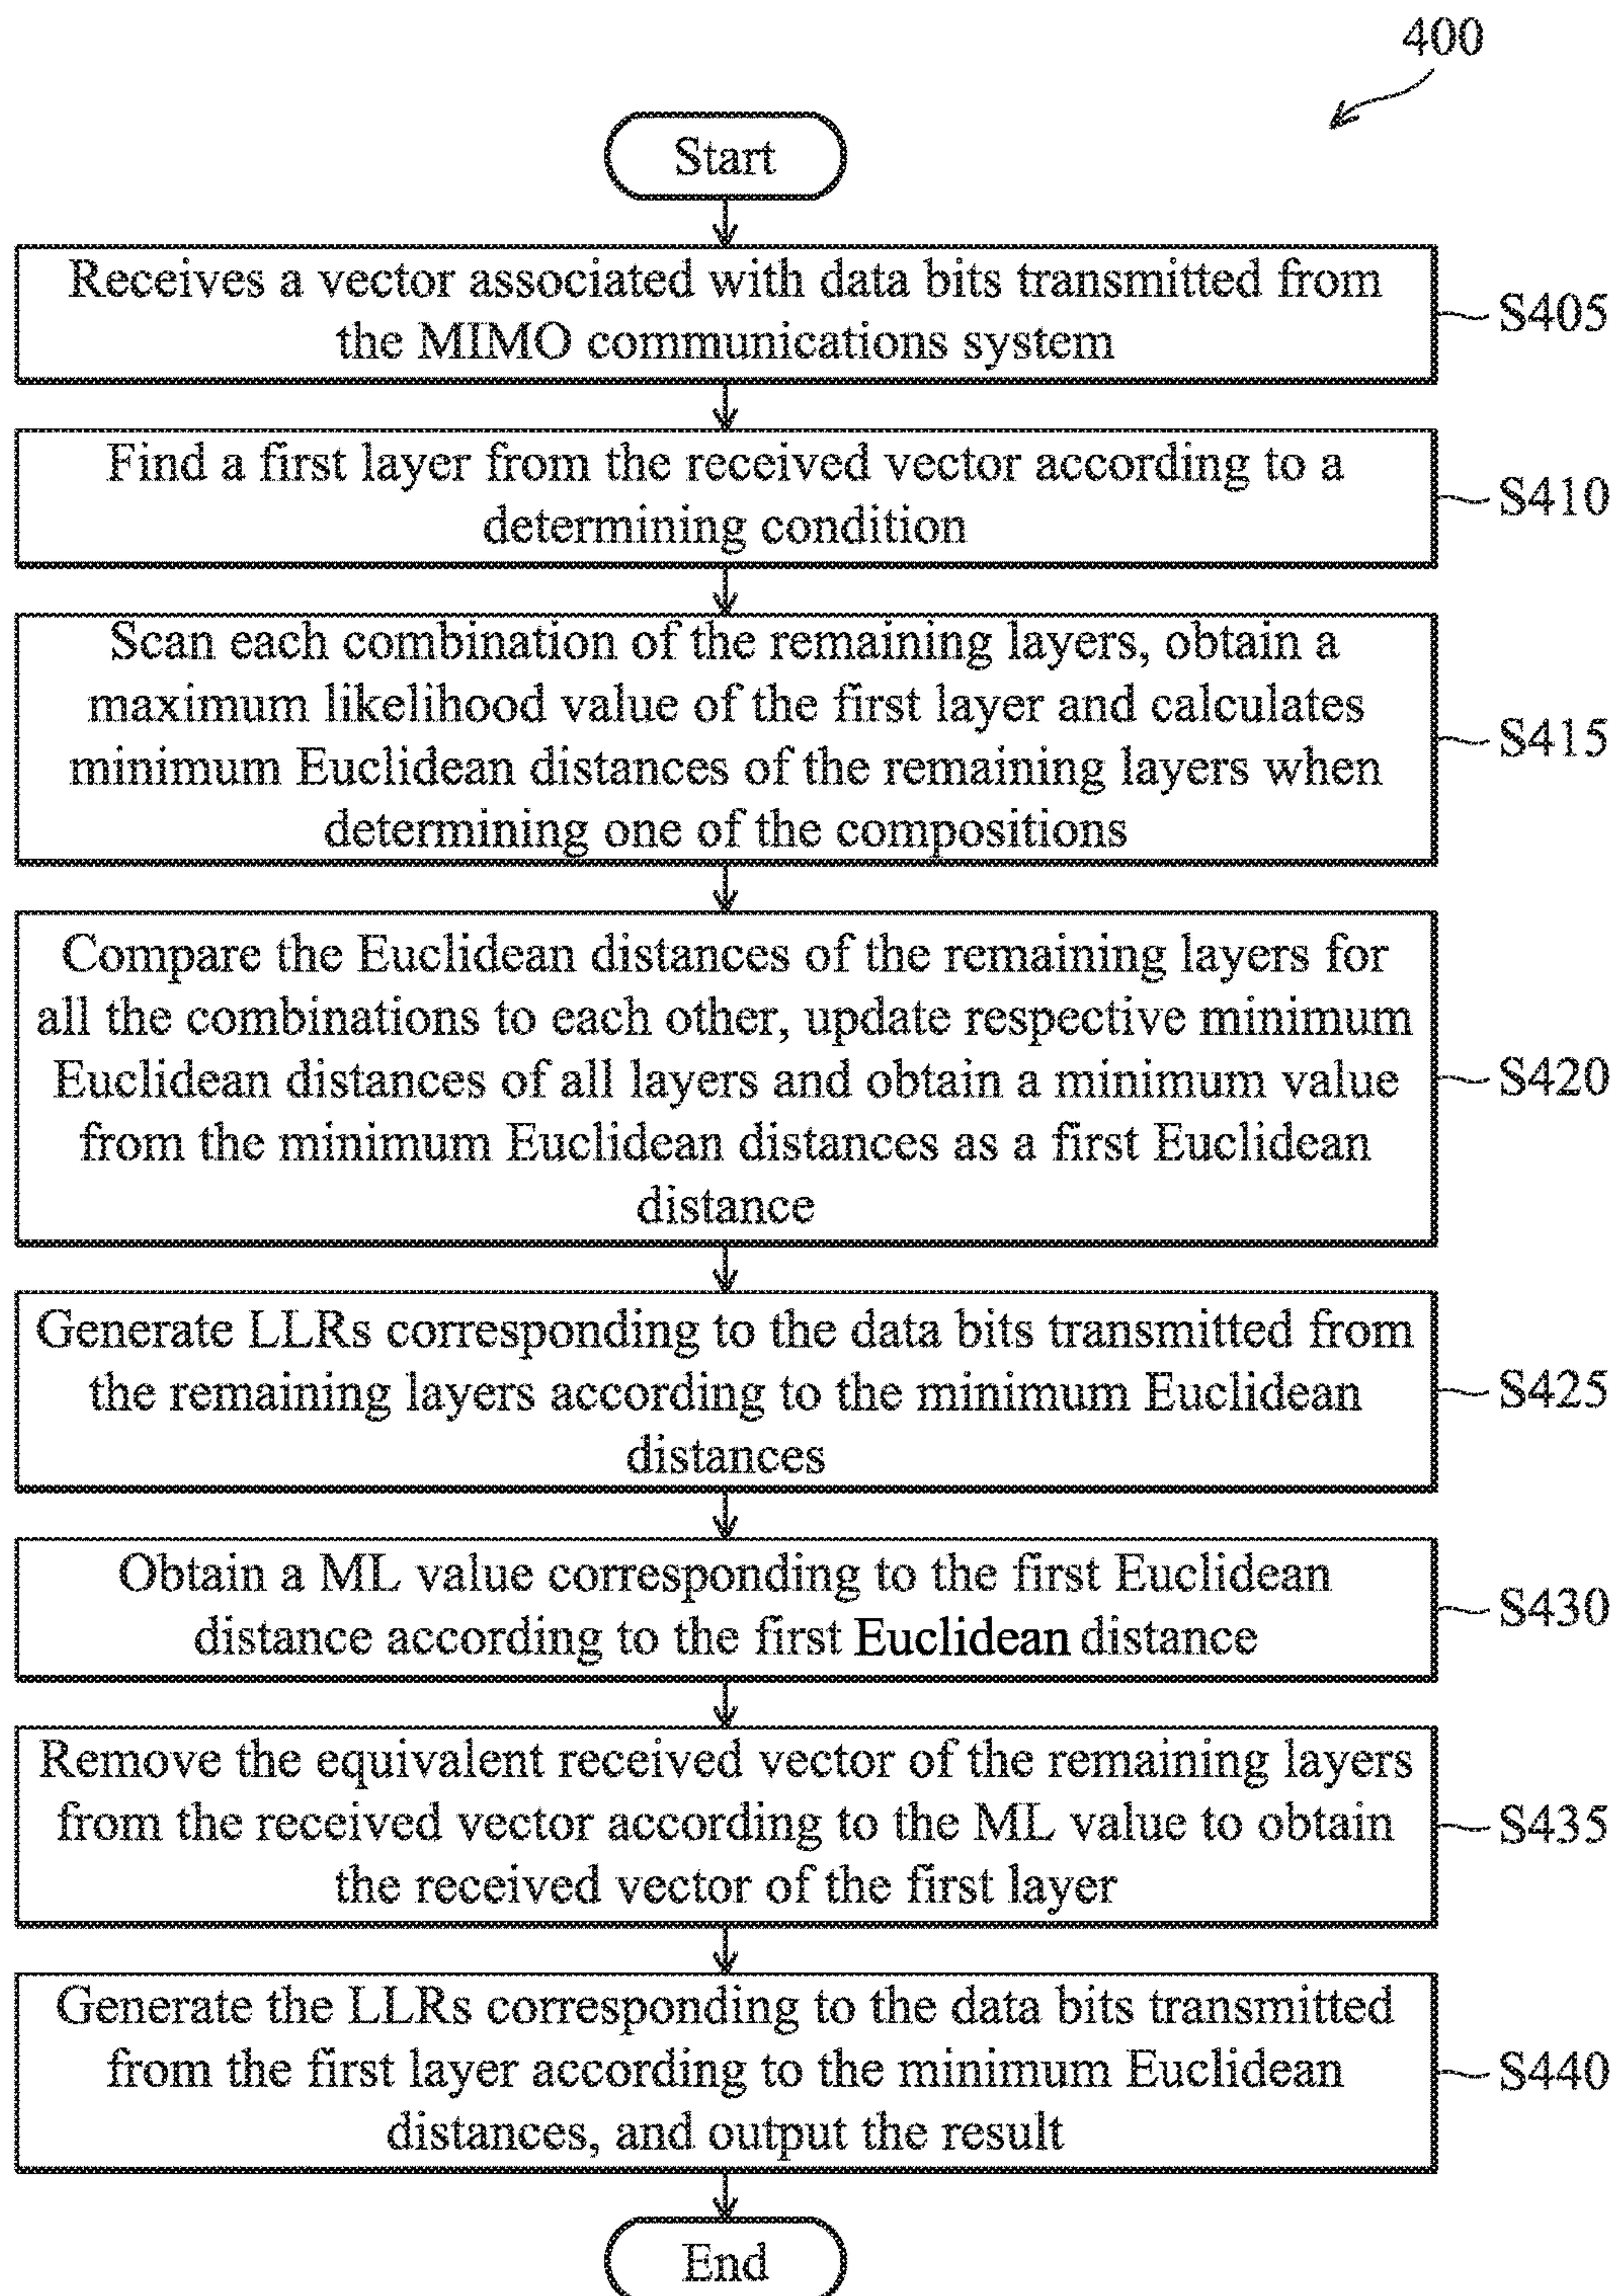 400
Start
Receives a vector associated with data bits transmitted from
the MIMO communications system
S405
Find a first layer from the received vector according to a
determining condition
S410
Scan each combination of the remaining layers, obtain a
maximum likelihood value of the first layer and calculates
minimum Euclidean distances of the remaining layers when
determining one of the compositions
S415
Compare the Euclidean distances of the remaining layers for
all the combinations to each other, update respective minimum
Euclidean distances of all layers and obtain a minimum value
from the minimum Euclidean distances as a first Euclidean
distance
S420
Generate LLRs corresponding to the data bits transmitted from
the remaining layers according to the minimum Euclidean
distances
S425
Obtain a ML value corresponding to the first Euclidean
distance according to the first Euclidean distance
S430
Remove the equivalent received vector of the remaining layers
from the received vector according to the ML value to obtain
the received vector of the first layer
S435
Generate the LLRs corresponding to the data bits transmitted
from the first layer according to the minimum Euclidean
distances, and output the result
S440
End